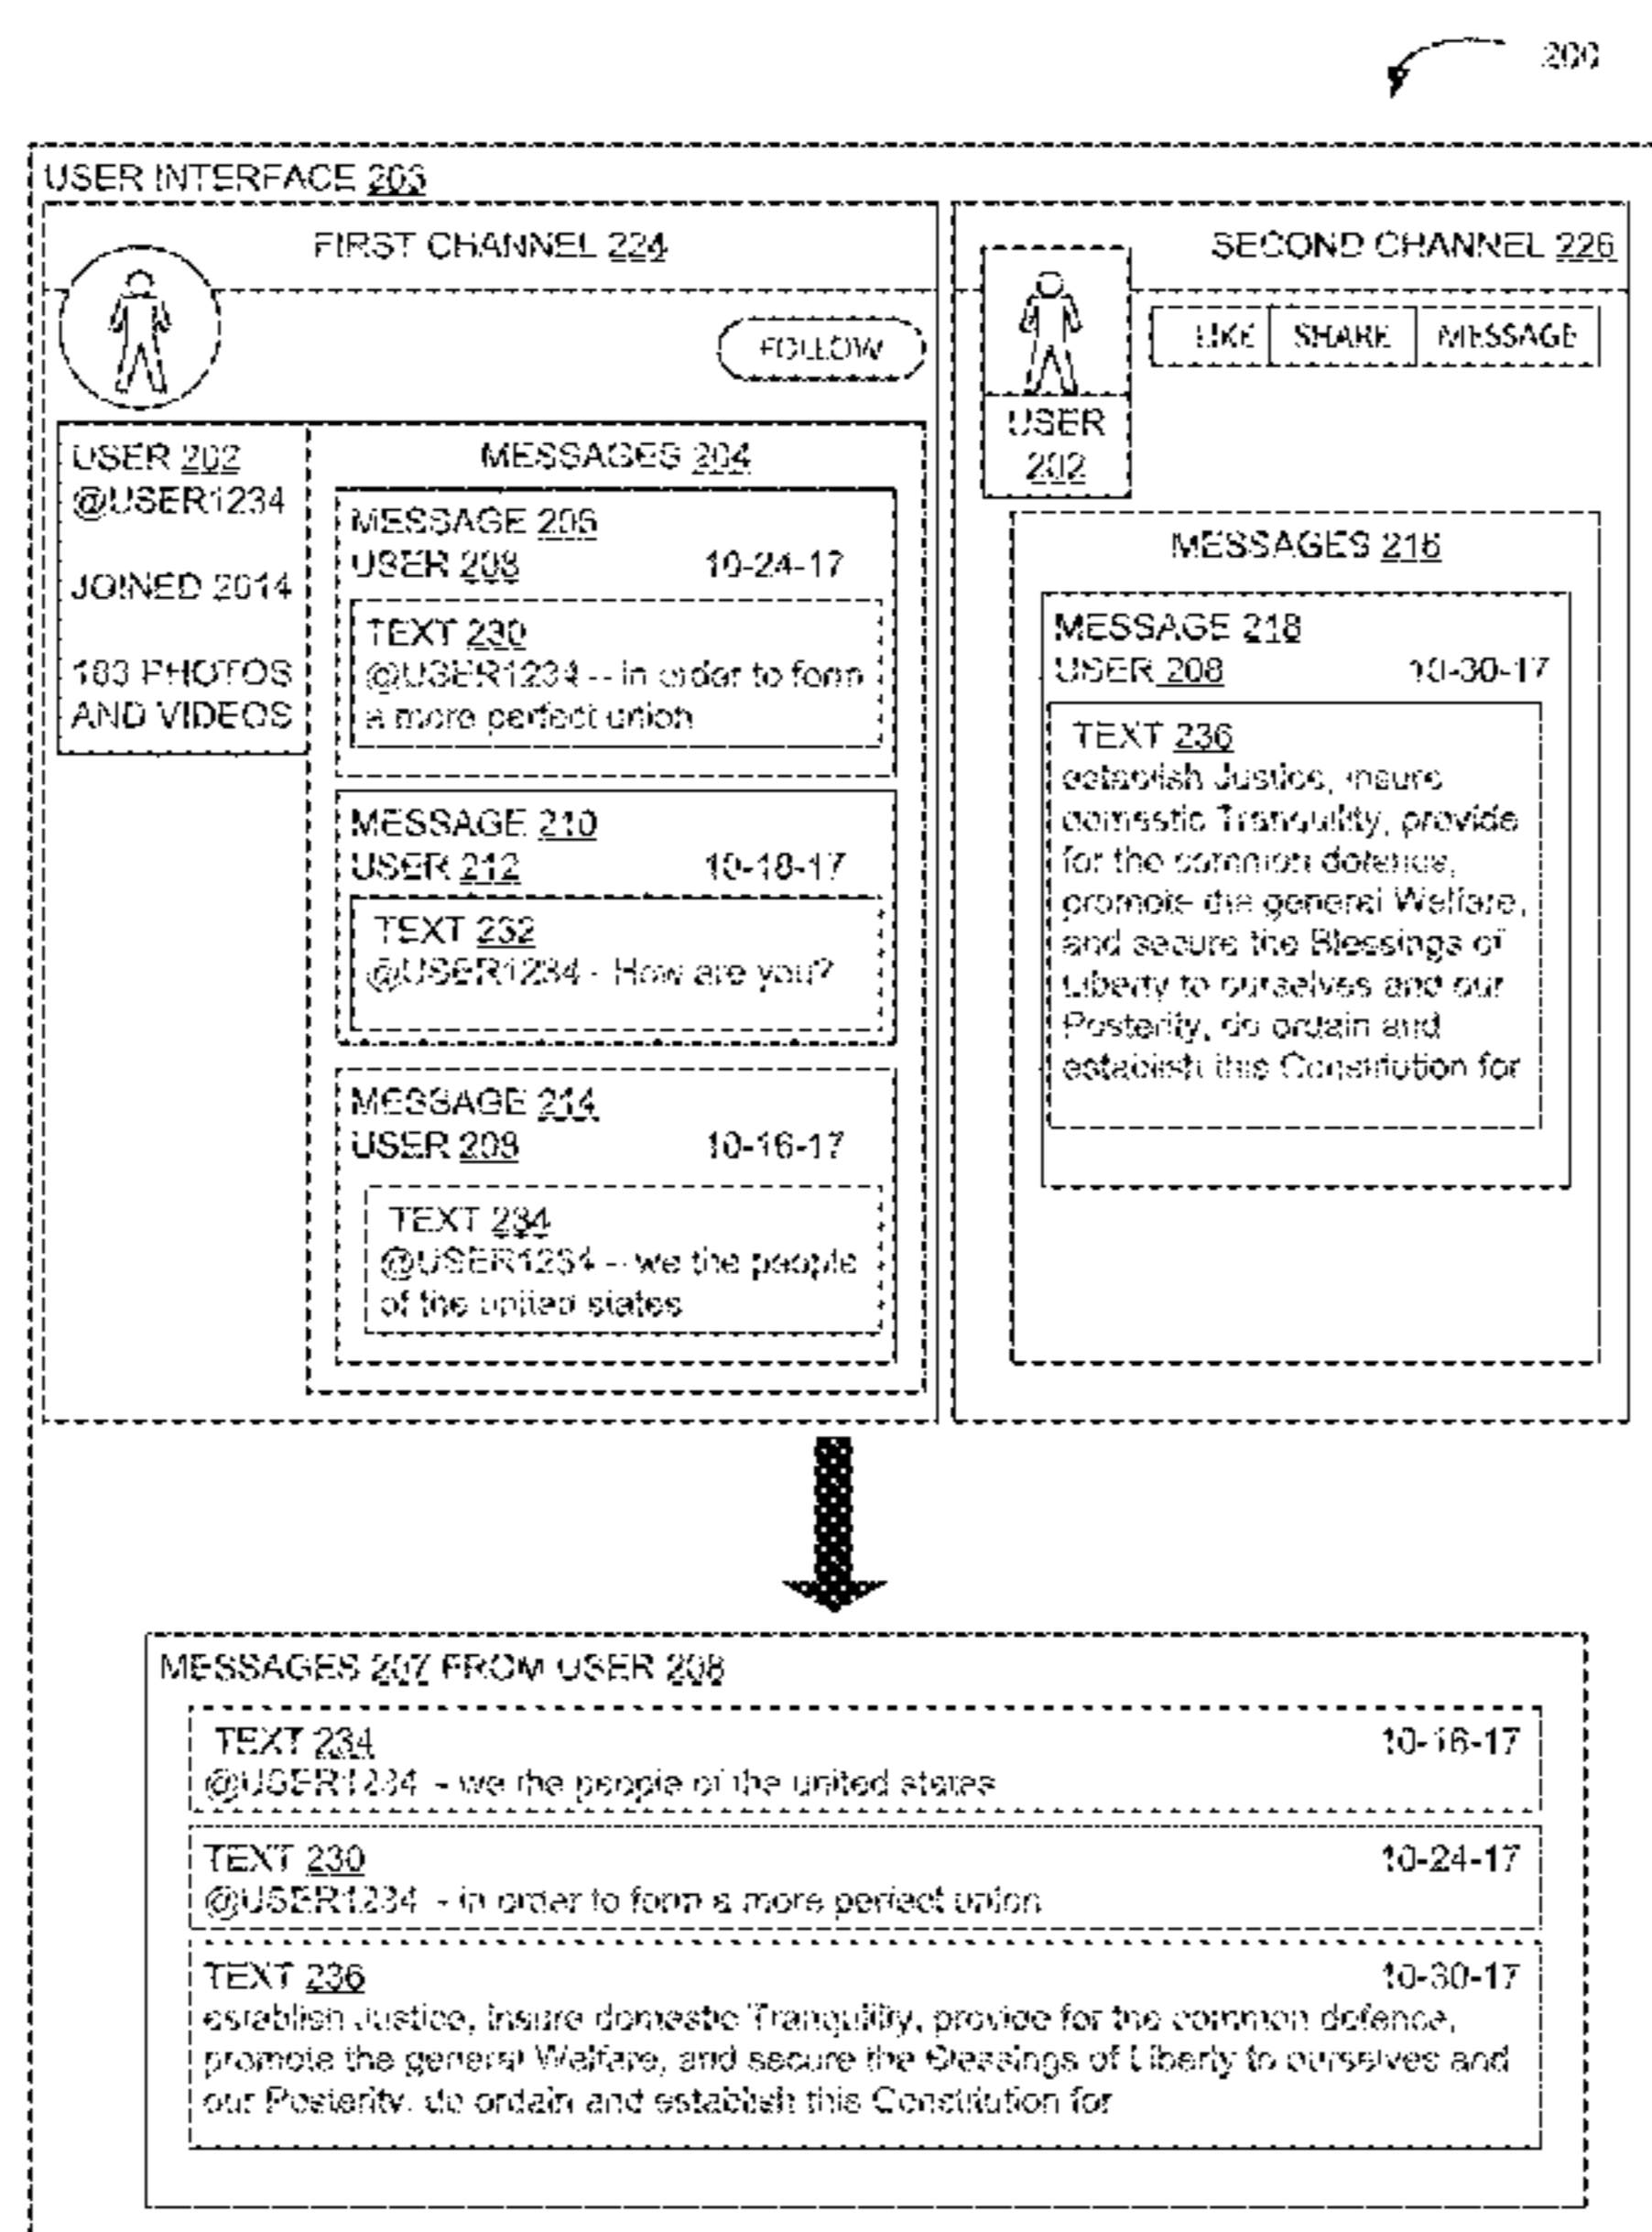 200
USER INTERFACE 203
FIRST CHANNEL 224
FOLLOW
USER 202
@USER1234
JOINED 2014
183 PHOTOS
AND VIDEOS
MESSAGES 204
MESSAGE 206
USER 208 10-24-17
TEXT 230
@USER1234 -- in order to form
a more perfect union
MESSAGE 210
USER 212 10-18-17
TEXT 232
@USER1234 - How are you?
MESSAGE 214
USER 208 10-16-17
TEXT 234
@USER1234 -- we the people
of the united states
SECOND CHANNEL 226
LIKE SHARE MESSAGE
USER
202
MESSAGES 216
MESSAGE 218
USER 208 10-30-17
TEXT 236
establish Justice, insure
domestic Tranquility, provide
for the common defence,
promote the general Welfare,
and secure the Blessings of
Liberty to ourselves and our
Posterity, do ordain and
establish this Constitution for
MESSAGES 207 FROM USER 208
TEXT 234 10-16-17
@USER1234 - we the people of the united states
TEXT 230 10-24-17
@USER1234 - in order to form a more perfect union
TEXT 236 10-30-17
establish Justice, insure domestic Tranquility, provide for the common defence,
promote the general Welfare, and secure the Blessings of Liberty to ourselves and
our Posterity, do ordain and establish this Constitution for